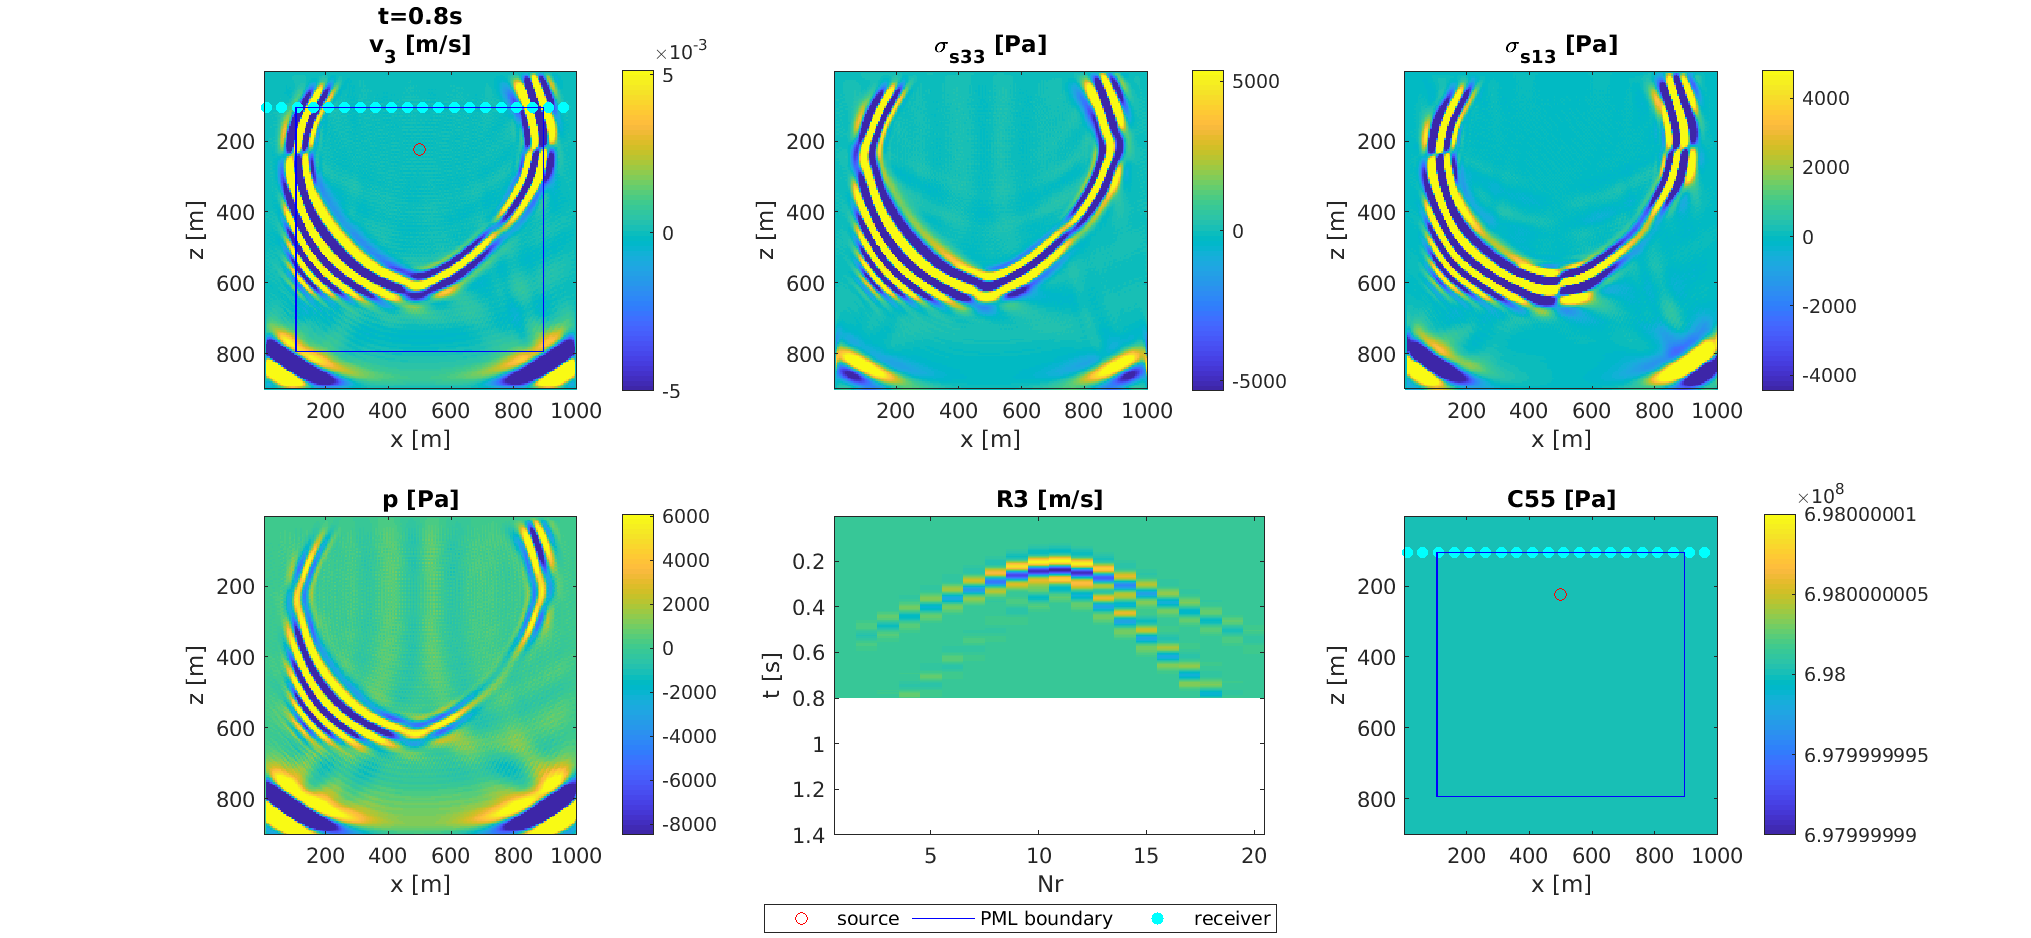 t=0.8s
v3 [m/s]
×10-3
5
0
-5
200
400
600
800
z [m]
200 400 600 800 1000
x [m]
σs33 [Pa]
5000
0
-5000
200
400
600
800
z [m]
200 400 600 800 1000
x [m]
σs13 [Pa]
4000
2000
0
-2000
-4000
200
400
600
800
z [m]
200 400 600 800 1000
x [m]
p [Pa]
6000
4000
2000
0
-2000
-4000
-6000
-8000
200
400
600
800
z [m]
200 400 600 800 1000
x [m]
R3 [m/s]
0.2
0.4
0.6
0.8
1
1.2
1.4
t [s]
5 10 15 20
Nr
C55 [Pa]
×108
6.98000001
6.980000005
6.98
6.979999995
6.97999999
200
400
600
800
z [m]
200 400 600 800 1000
x [m]
source PML boundary receiver